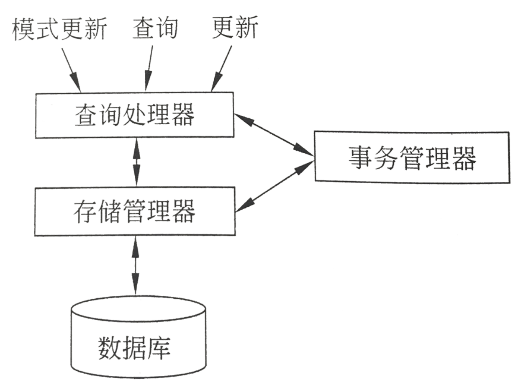 模式更新 查询 更新
查询处理器
事务管理器
存储管理器
数据库